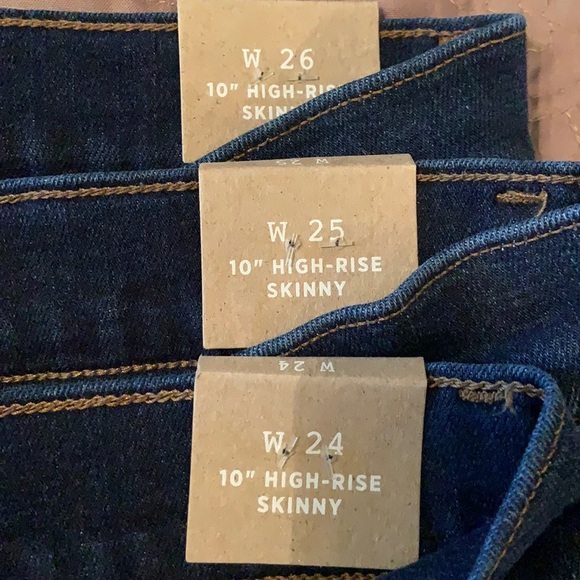 W 26
10" HIGH-RISE
SKINNY
W 25
10" HIGH-RISE
SKINNY
W 24
W 24
10" HIGH-RISE
SKINNY